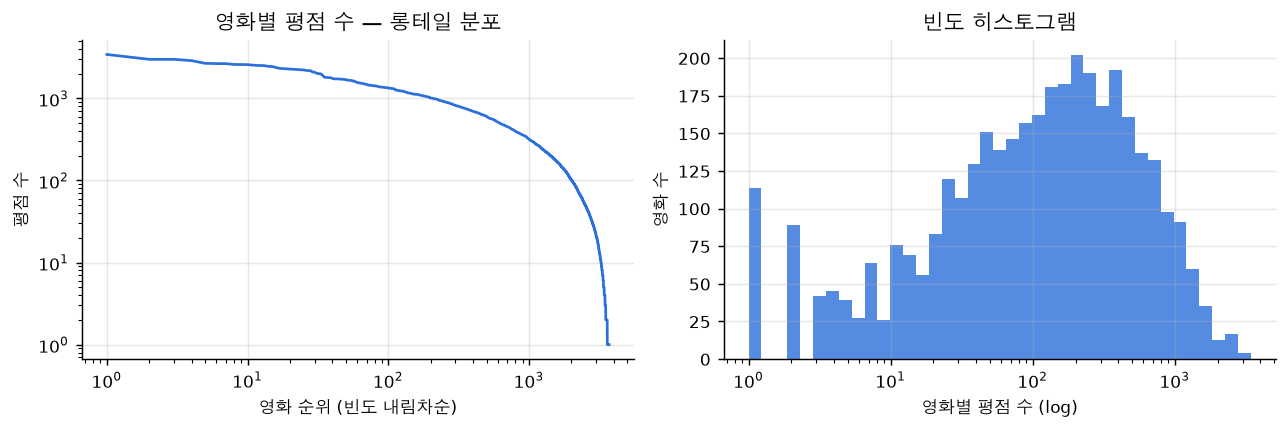 영화별 평점 수 — 롱테일 분포
10³
10²
10¹
10⁰
평점 수
10⁰ 10¹ 10² 10³
영화 순위 (빈도 내림차순)
빈도 히스토그램
200
175
150
125
100
75
50
25
0
영화 수
10⁰ 10¹ 10² 10³
영화별 평점 수 (log)